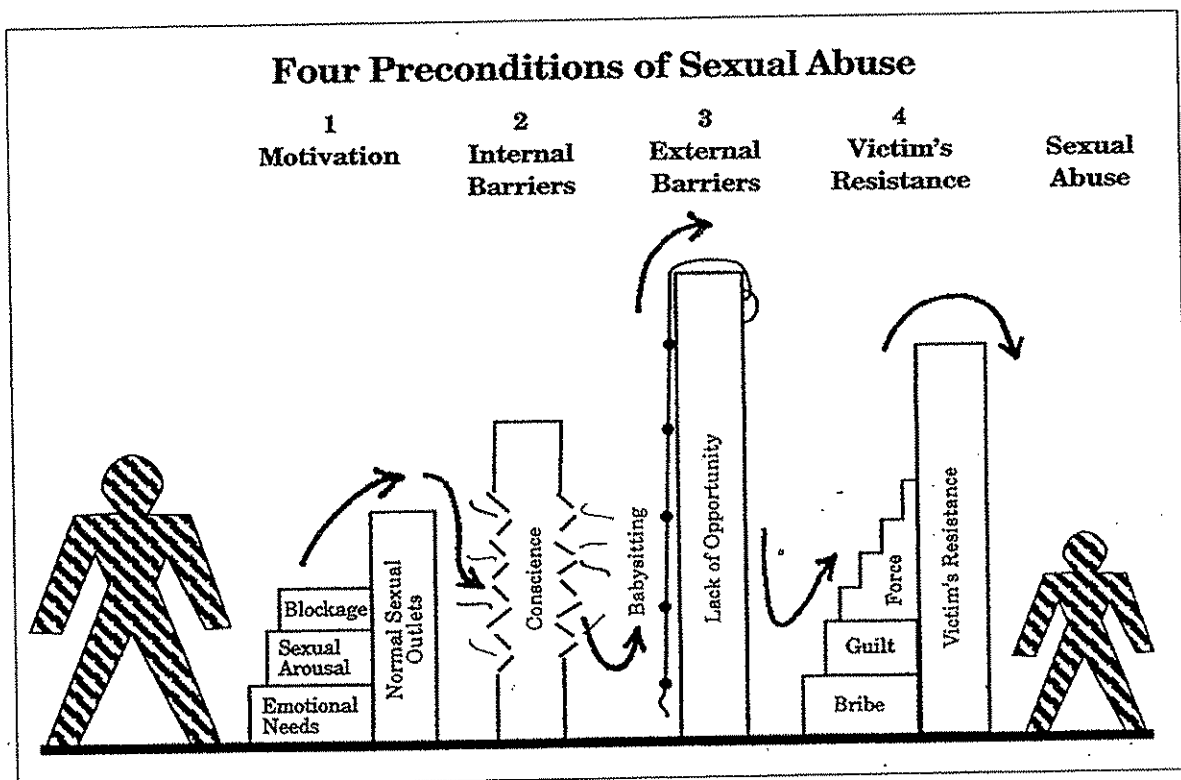 Four Preconditions of Sexual Abuse
1
Motivation
2
Internal
Barriers
3
External
Barriers
4
Victim's
Resistance
Sexual
Abuse
Blockage
Sexual
Arousal
Emotional
Needs
Normal Sexual
Outlets
Conscience
Babysitting
Lack of Opportunity
Force
Guilt
Bribe
Victim's Resistance